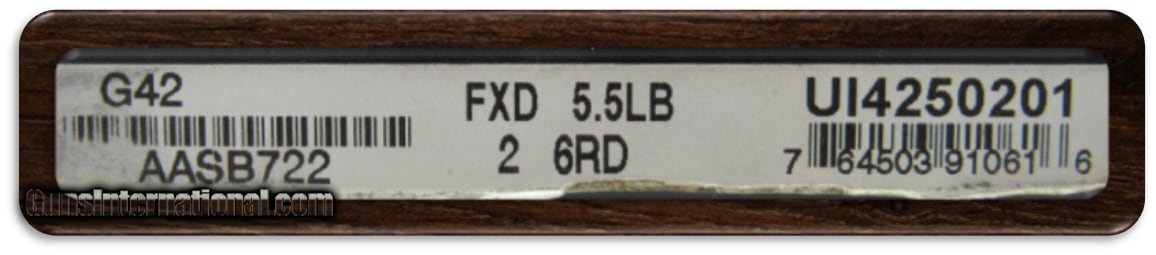 G42
AASB722
FXD 5.5LB
2 6RD
UI4250201
7 64503 91061 6
GunsInternational.com